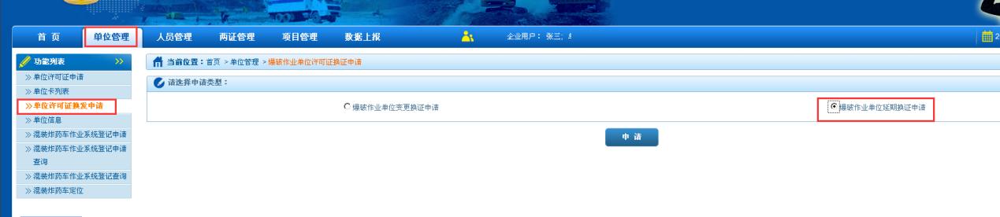 首 页 单位管理 人员管理 两证管理 项目管理 数据上报 企业用户： 张三;
功能列表 >>
当前位置：首页 >单位管理 >爆破作业单位许可证换证申请
>>单位许可证申请
>>单位卡列表
>>单位许可证换发申请
>>单位信息
>>混装炸药车作业系统登记申请
>>混装炸药车作业系统登记申请
查询
>>混装炸药车作业系统登记查询
>>混装炸药车定位
请选择申请类型：
爆破作业单位变更换证申请
爆破作业单位延期换证申请
申 请